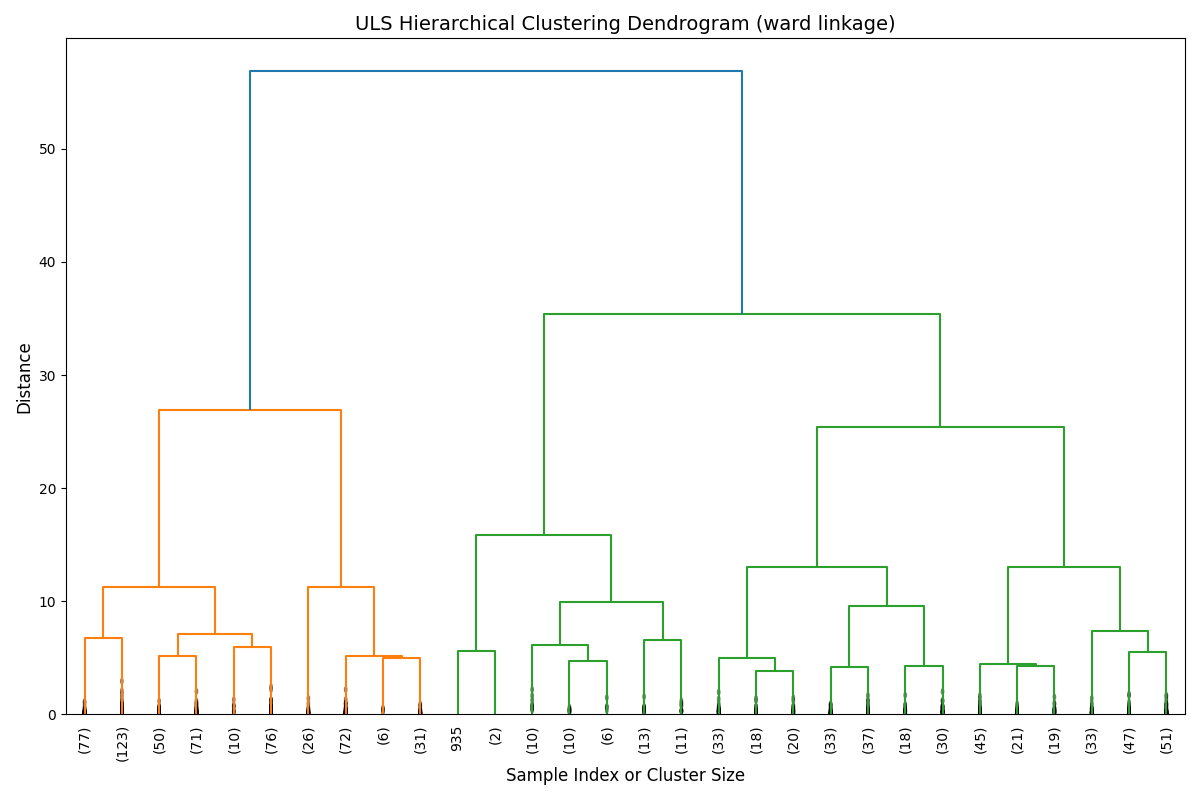 ULS Hierarchical Clustering Dendrogram (ward linkage)
Distance
50
40
30
20
10
0
(77) (123) (50) (71) (10) (76) (26) (72) (6) (31) 935 (2) (10) (10) (6) (13) (11) (33) (18) (20) (33) (37) (18) (30) (45) (21) (19) (33) (47) (51)
Sample Index or Cluster Size